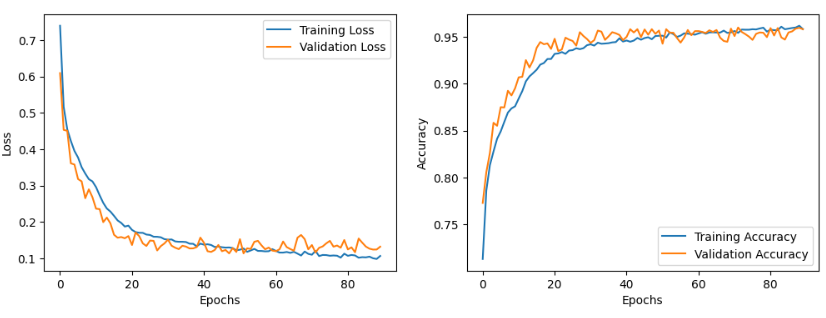 Training Loss
Validation Loss
0.7
0.6
0.5
0.4
0.3
0.2
0.1
Loss
0 20 40 60 80
Epochs
0.95
0.90
0.85
0.80
0.75
Accuracy
Training Accuracy
Validation Accuracy
0 20 40 60 80
Epochs